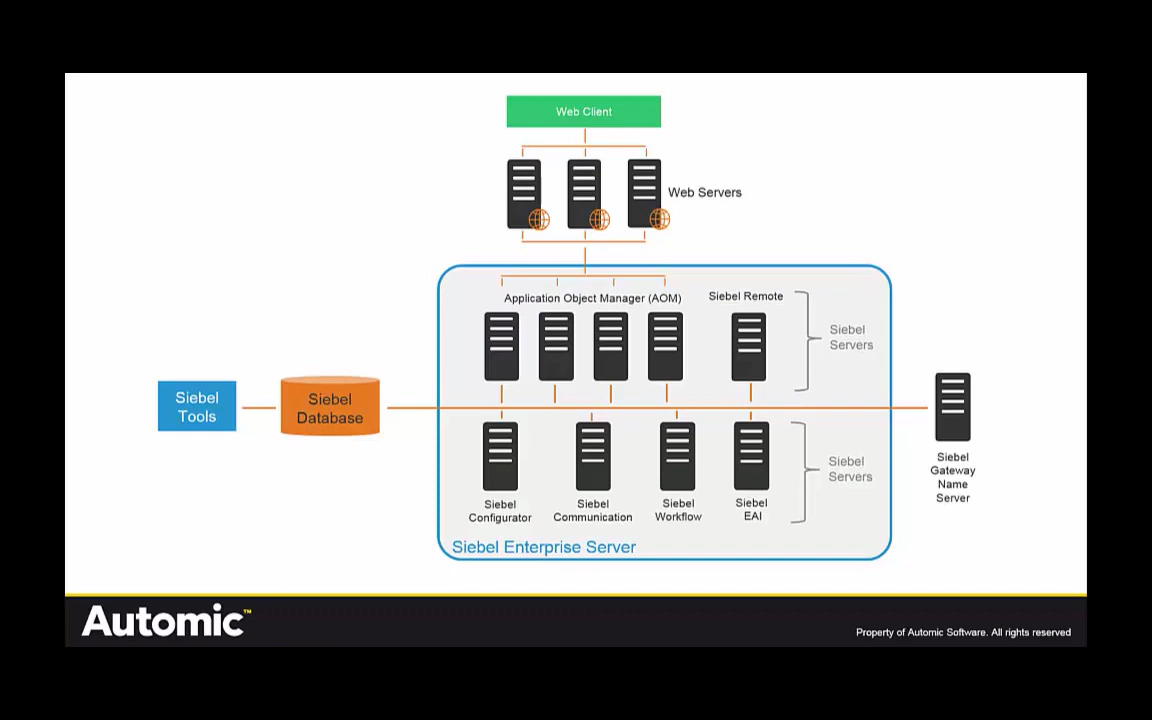 Web Client
Web Servers
Application Object Manager (AOM)
Siebel Remote
Siebel
Servers
Siebel
Tools
Siebel
Database
Siebel
Gateway
Name
Server
Siebel
Configurator
Siebel
Communication
Siebel
Workflow
Siebel
EAI
Siebel
Servers
Siebel Enterprise Server
Automic™
Property of Automic Software. All rights reserved